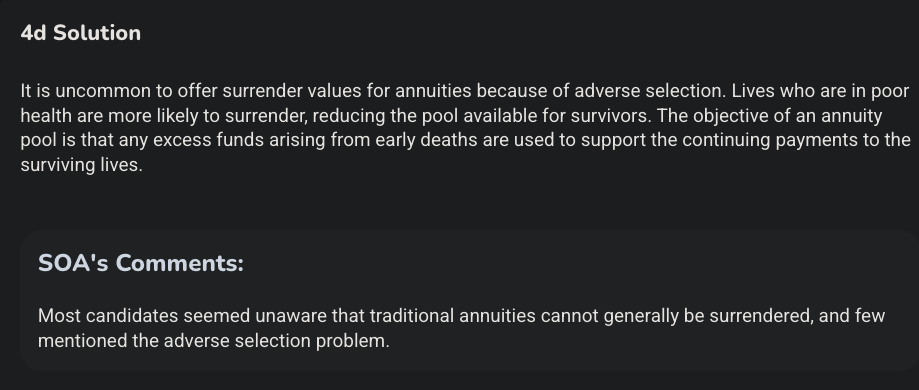 4d Solution
It is uncommon to offer surrender values for annuities because of adverse selection. Lives who are in poor
health are more likely to surrender, reducing the pool available for survivors. The objective of an annuity
pool is that any excess funds arising from early deaths are used to support the continuing payments to the
surviving lives.
SOA's Comments:
Most candidates seemed unaware that traditional annuities cannot generally be surrendered, and few
mentioned the adverse selection problem.